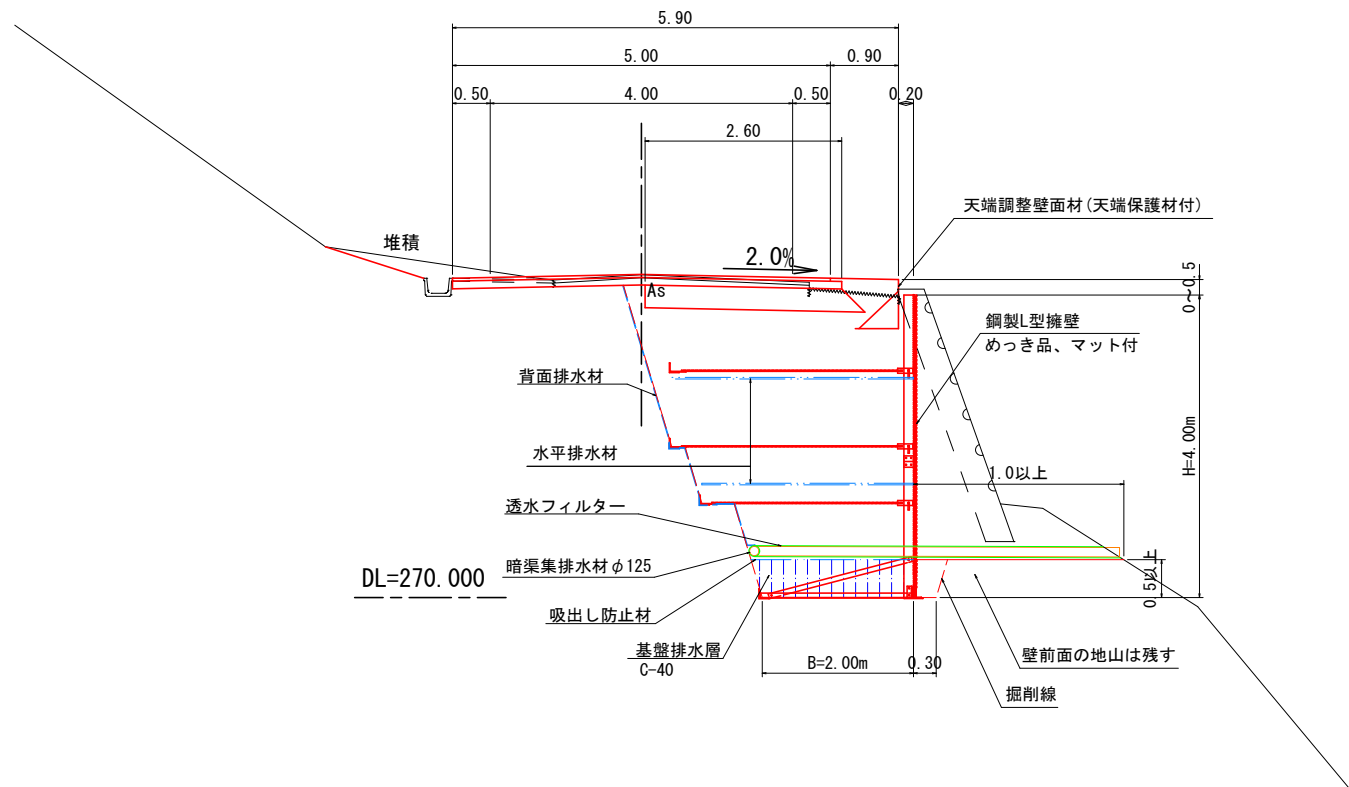 5.90
5.00
0.90
0.50
4.00
0.50
0.20
2.60
天端調整壁面材(天端保護材付)
堆積
2.0%
As
0～0.5
鋼製L型擁壁
めっき品、マット付
背面排水材
水平排水材
H=4.00m
1.0以上
透水フィルター
暗渠集排水材φ125
DL=270.000
0.5以上
吸出し防止材
基盤排水層
C-40
B=2.00m
0.30
壁前面の地山は残す
掘削線